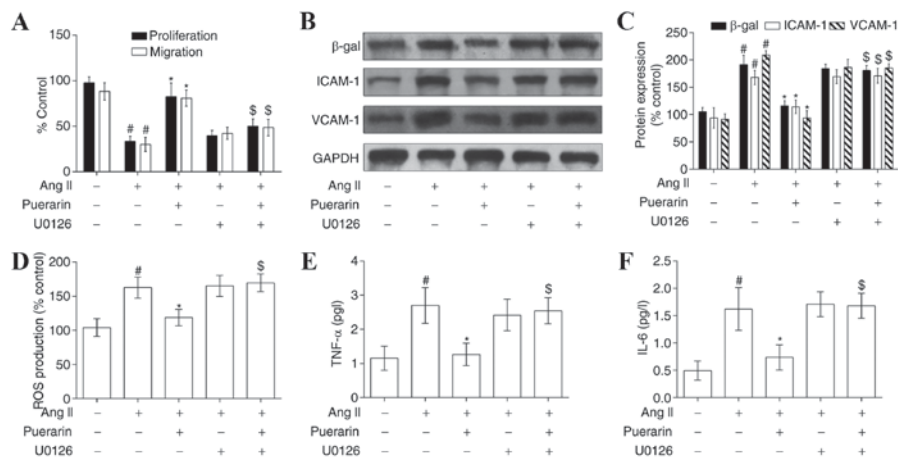 A
Proliferation
Migration
% Control
150
100
50
0
Ang II – + + + +
Puerarin – – + – +
U0126 – – – + +
B
β-gal
ICAM-1
VCAM-1
GAPDH
Ang II – + + + +
Puerarin – – + – +
U0126 – – – + +
C
β-gal ICAM-1 VCAM-1
Protein expression
(% control)
250
200
150
100
50
0
# # #
* * *
$ $ $
Ang II – + + + +
Puerarin – – + – +
U0126 – – – + +
D
ROS production (% control)
200
150
100
50
0
# * $
Ang II – + + + +
Puerarin – – + – +
U0126 – – – + +
E
TNF-α (pgl)
4
3
2
1
0
# * $
Ang II – + + + +
Puerarin – – + – +
U0126 – – – + +
F
IL-6 (pg/l)
2.5
2.0
1.5
1.0
0.5
0.0
# * $
Ang II – + + + +
Puerarin – – + – +
U0126 – – – + +